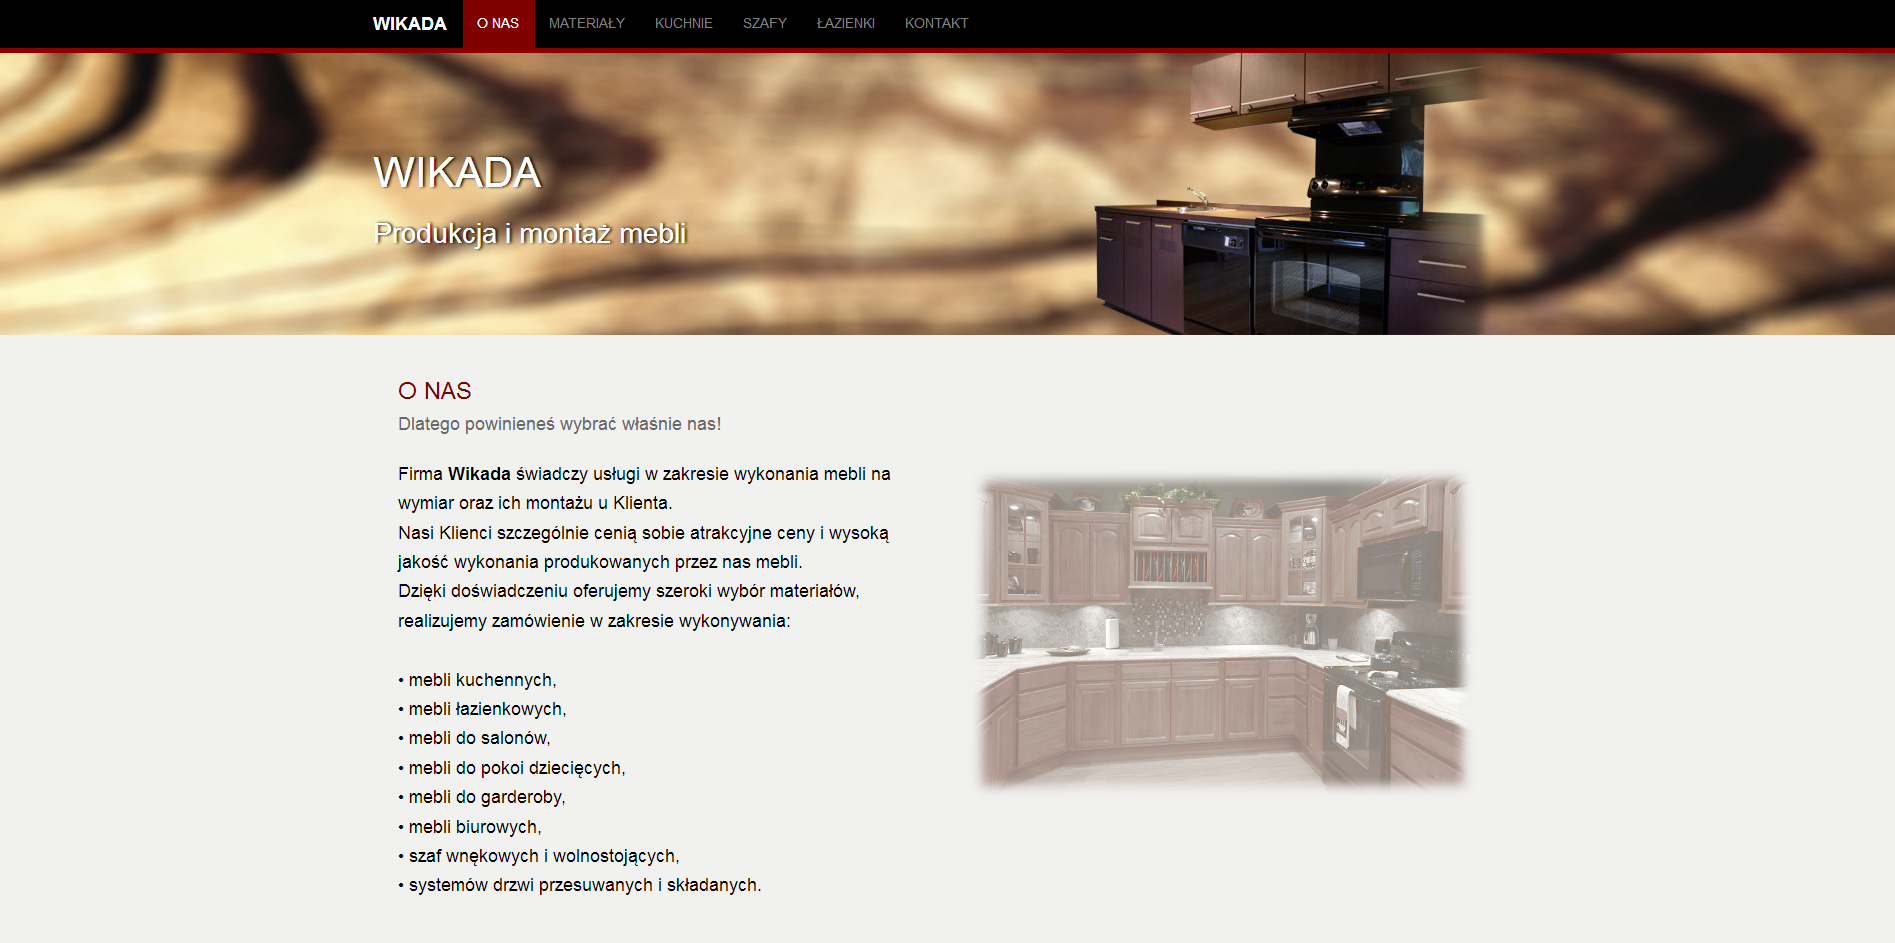 WIKADA O NAS MATERIAŁY KUCHNIE SZAFY ŁAZIENKI KONTAKT
WIKADA
Produkcja i montaż mebli
O NAS
Dlatego powinieneś wybrać właśnie nas!
Firma Wikada świadczy usługi w zakresie wykonania mebli na
wymiar oraz ich montażu u Klienta.
Nasi Klienci szczególnie cenią sobie atrakcyjne ceny i wysoką
jakość wykonania produkowanych przez nas mebli.
Dzięki doświadczeniu oferujemy szeroki wybór materiałów,
realizujemy zamówienie w zakresie wykonywania:
• mebli kuchennych,
• mebli łazienkowych,
• mebli do salonów,
• mebli do pokoi dziecięcych,
• mebli do garderoby,
• mebli biurowych,
• szaf wnękowych i wolnostojących,
• systemów drzwi przesuwanych i składanych.